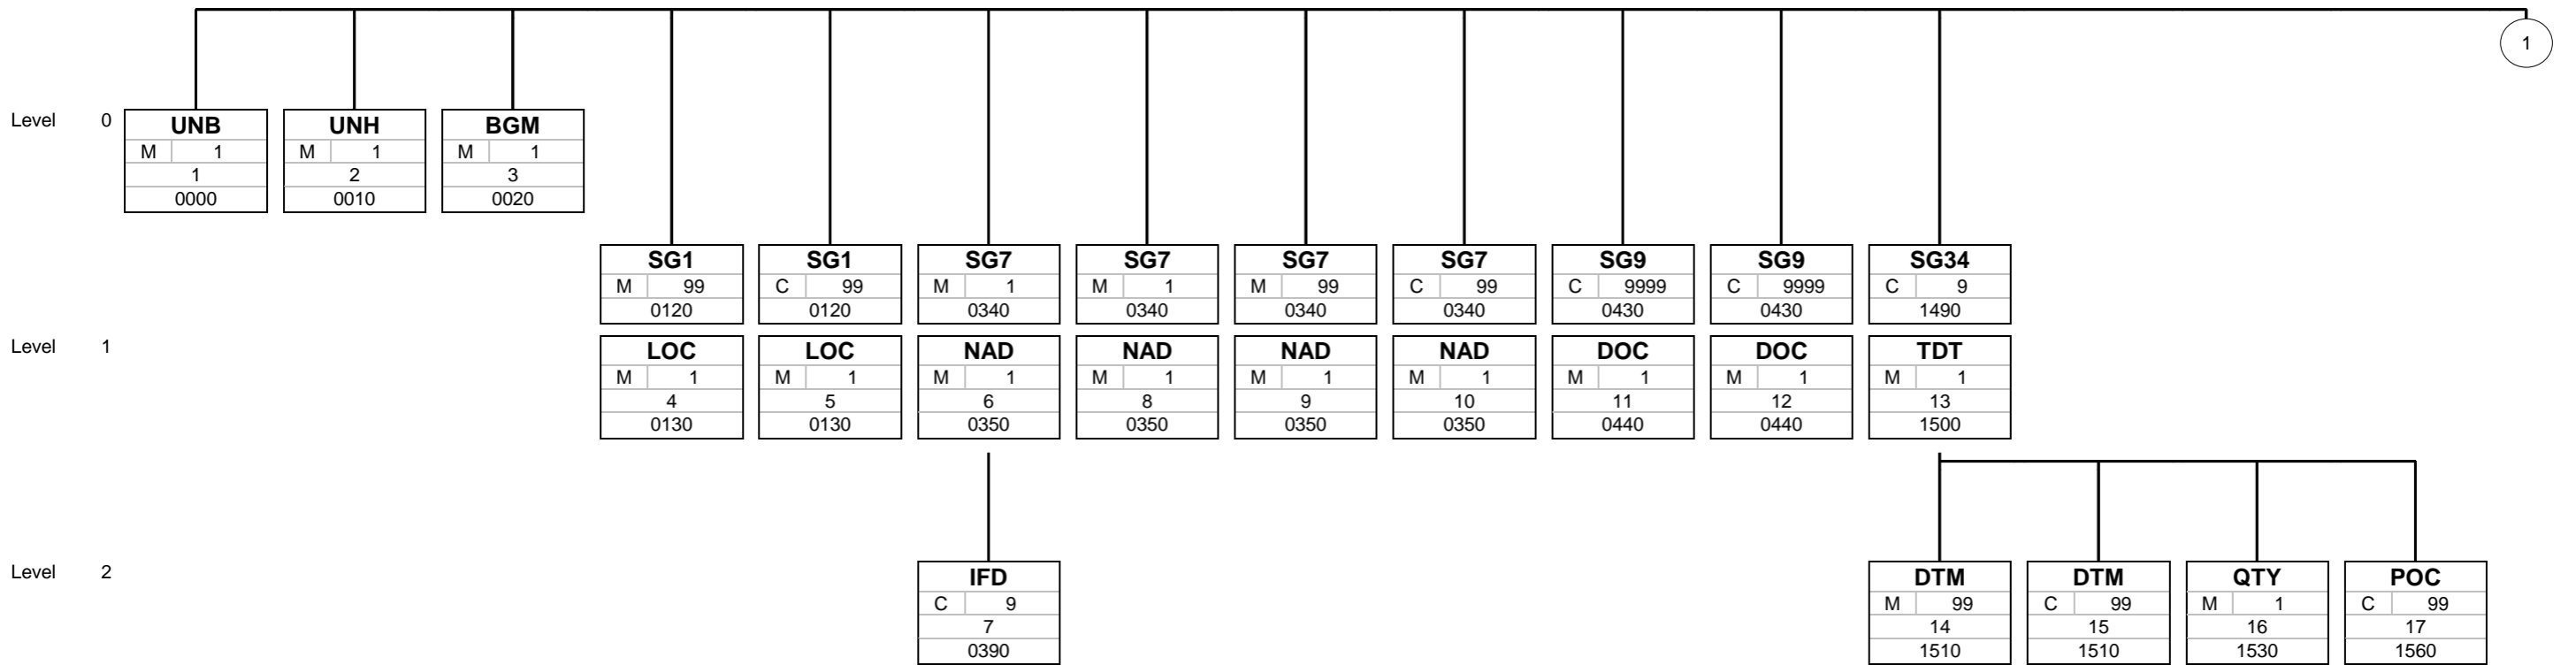 1
Level 0
UNB UNH BGM
M 1 M 1 M 1
1 2 3
0000 0010 0020
SG1 SG1 SG7 SG7 SG7 SG7 SG9 SG9 SG34
M 99 C 99 M 1 M 1 M 99 C 99 C 9999 C 9999 C 9
0120 0120 0340 0340 0340 0340 0430 0430 1490
Level 1
LOC LOC NAD NAD NAD NAD DOC DOC TDT
M 1 M 1 M 1 M 1 M 1 M 1 M 1 M 1 M 1
4 5 6 8 9 10 11 12 13
0130 0130 0350 0350 0350 0350 0440 0440 1500
Level 2
IFD DTM DTM QTY POC
C 9 M 99 C 99 M 1 C 99
7 14 15 16 17
0390 1510 1510 1530 1560